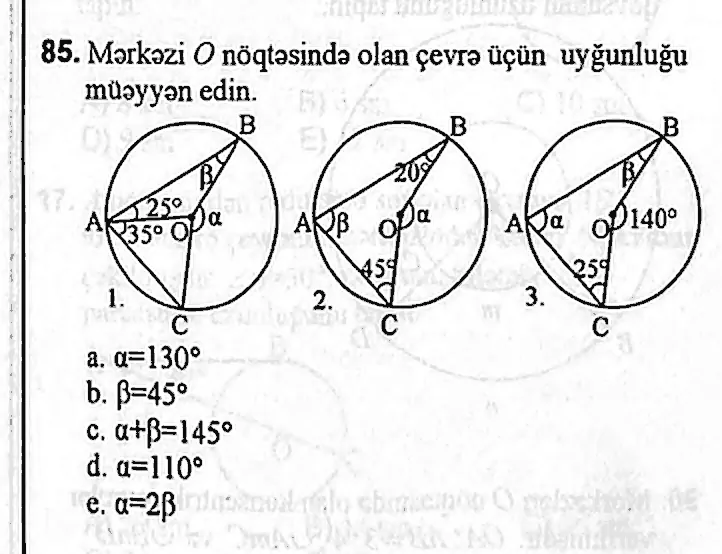 85. Mərkəzi O nöqtəsində olan çevrə üçün uyğunluğu
müəyyən edin.
B
β
A 25° O α
35°
1.
C
B
20°
A β O α
45°
2.
C
B
β
A α O 140°
25°
3.
C
a. α=130°
b. β=45°
c. α+β=145°
d. α=110°
e. α=2β